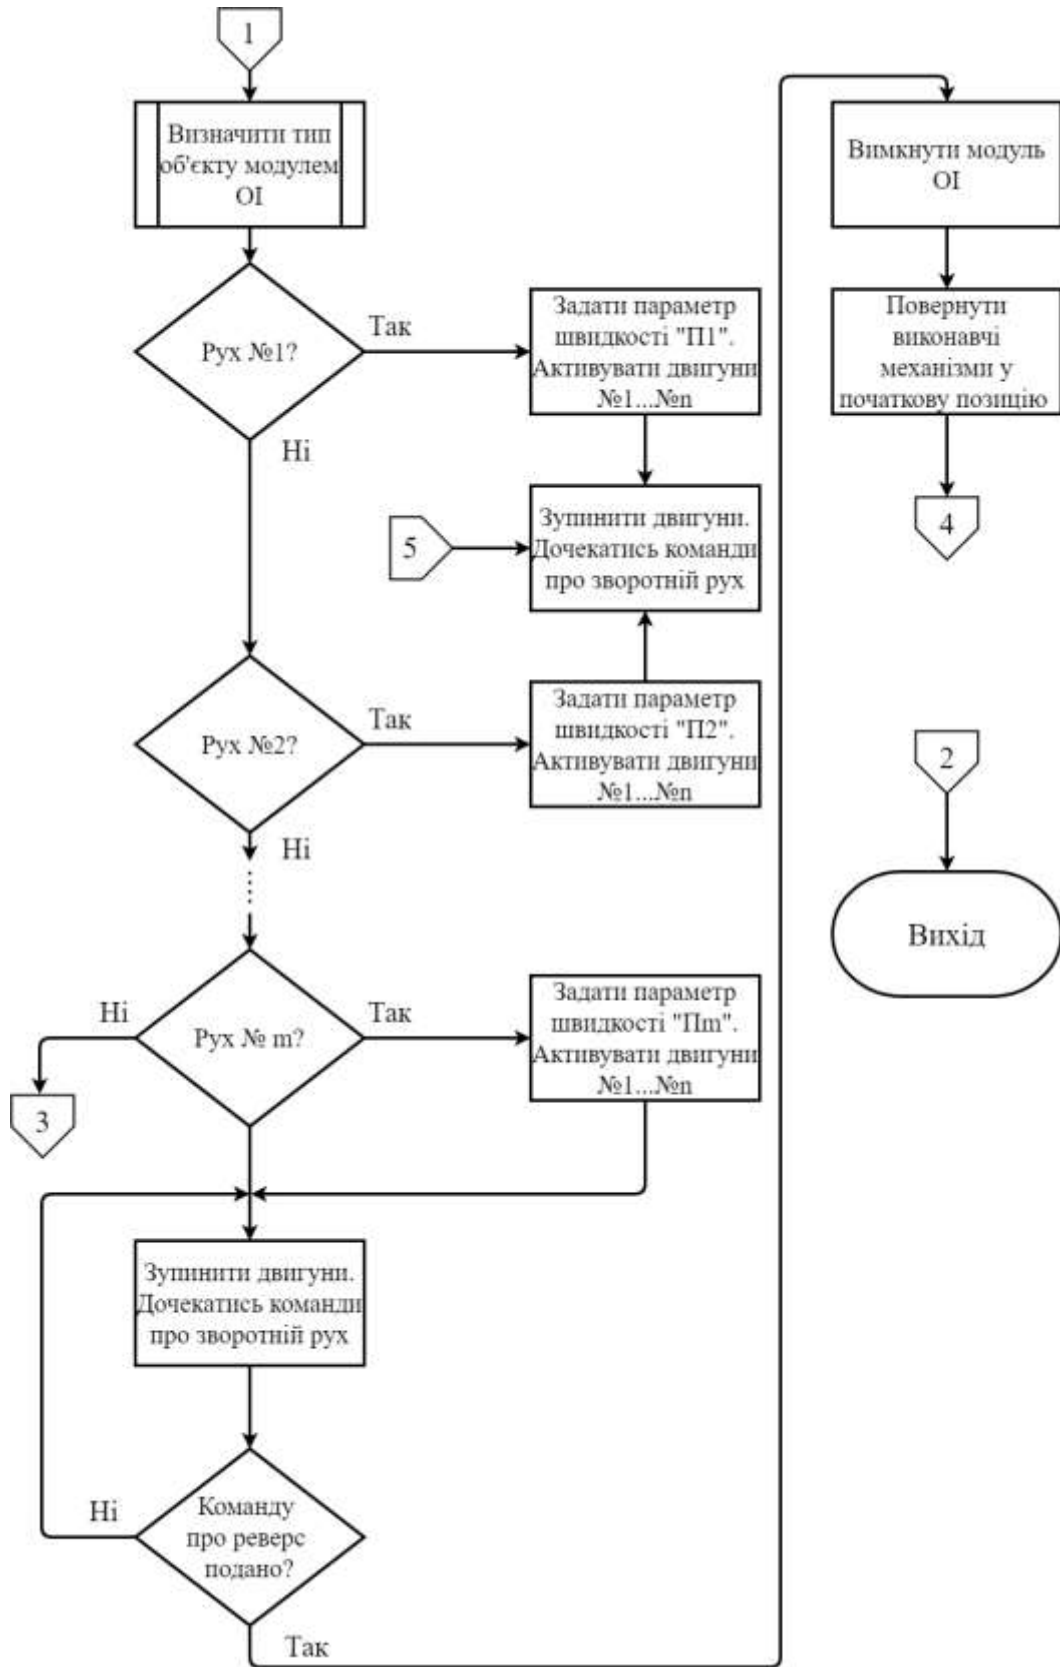 1
Визначити тип
об'єкту модулем
ОІ
Рух №1?
Так
Ні
Задати параметр
швидкості "П1".
Активувати двигуни
№1...№n
5
Зупинити двигуни.
Дочекатись команди
про зворотній рух
Рух №2?
Так
Ні
Задати параметр
швидкості "П2".
Активувати двигуни
№1...№n
......
Рух № m?
Ні
Так
3
Задати параметр
швидкості "Пm".
Активувати двигуни
№1...№n
Зупинити двигуни.
Дочекатись команди
про зворотній рух
Команду
про реверс
подано?
Ні
Так
Вимкнути модуль
ОІ
Повернути
виконавчі
механізми у
початкову позицію
4
2
Вихід